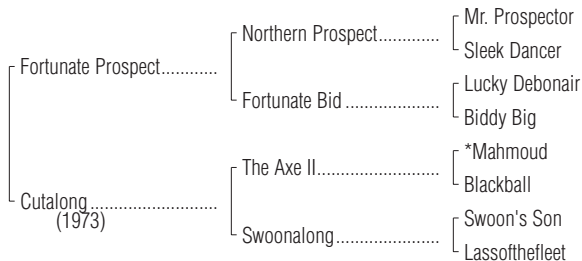 Mr. Prospector
Northern Prospect.............
Sleek Dancer
Fortunate Prospect............
Lucky Debonair
Fortunate Bid ....................
Biddy Big
*Mahmoud
The Axe II..........................
Blackball
Cutalong...........................
(1973)
Swoon's Son
Swoonalong......................
Lassofthefleet